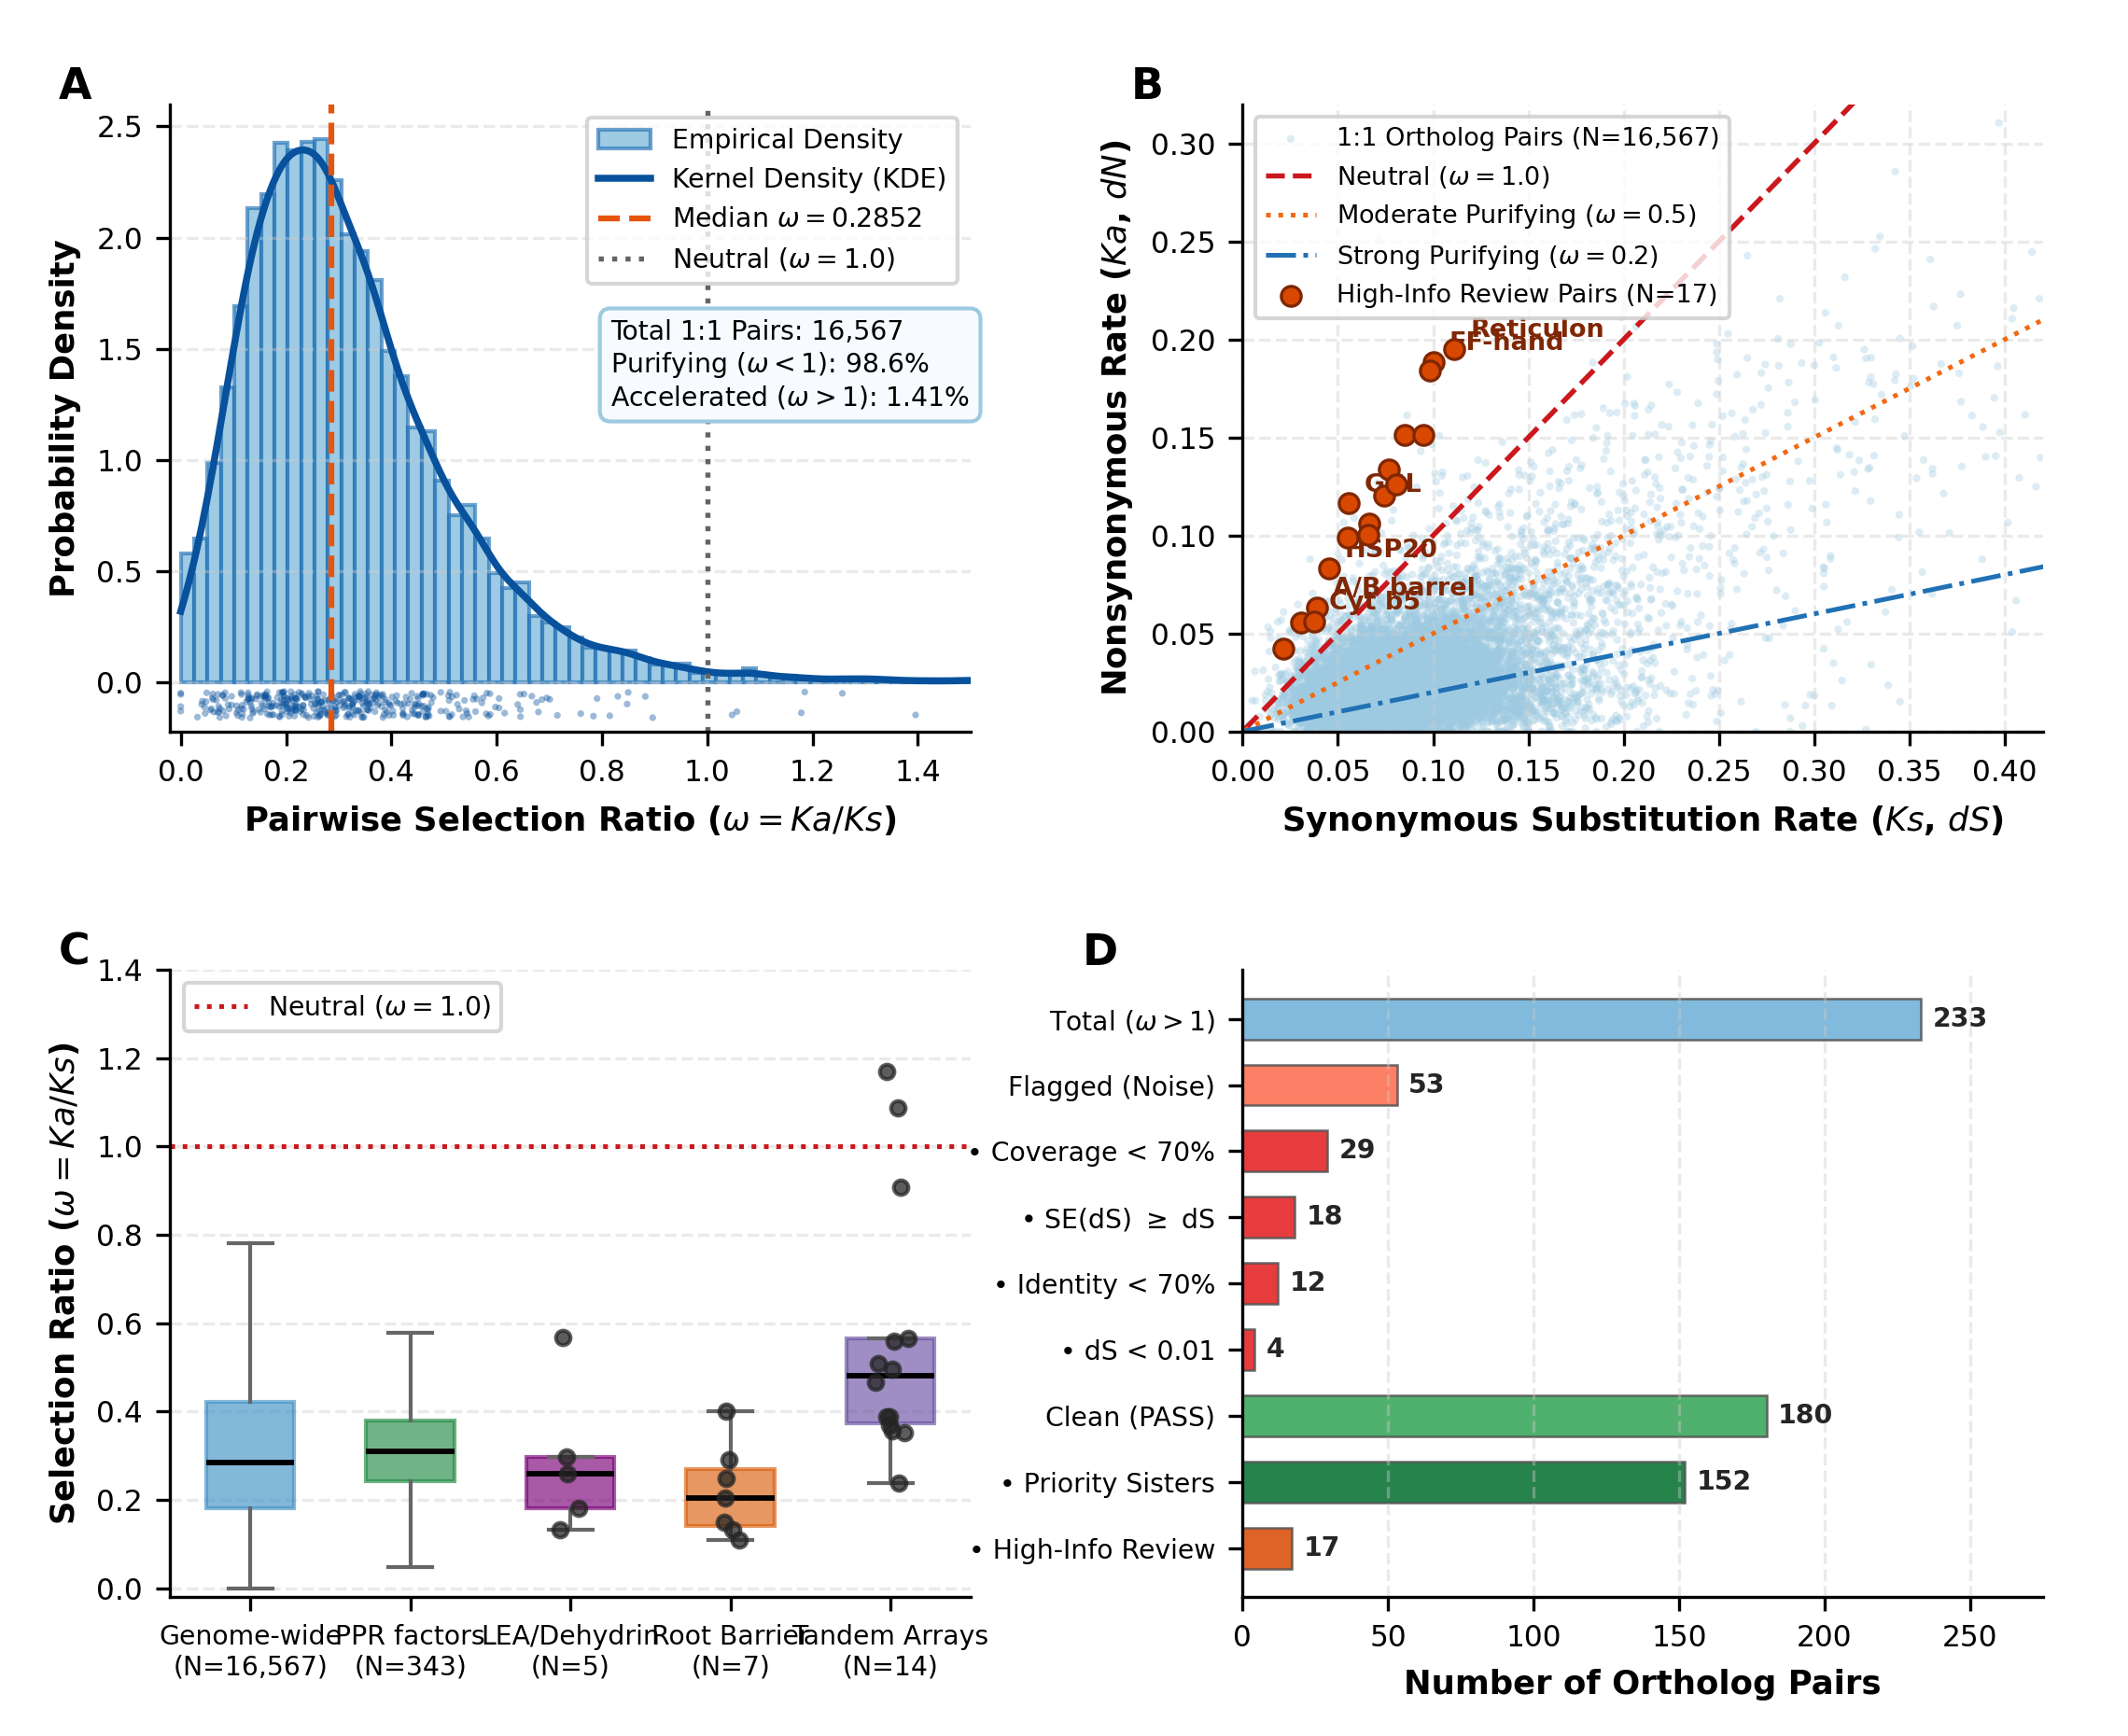 A
2.5
2.0
1.5
1.0
0.5
0.0
Probability Density
Empirical Density
Kernel Density (KDE)
Median ω = 0.2852
Neutral (ω = 1.0)
Total 1:1 Pairs: 16,567
Purifying (ω < 1): 98.6%
Accelerated (ω > 1): 1.41%
0.0 0.2 0.4 0.6 0.8 1.0 1.2 1.4
Pairwise Selection Ratio (ω = Ka/Ks)
B
0.30
0.25
0.20
0.15
0.10
0.05
0.00
Nonsynonymous Rate (Ka, dN)
1:1 Ortholog Pairs (N=16,567)
Neutral (ω = 1.0)
Moderate Purifying (ω = 0.5)
Strong Purifying (ω = 0.2)
High-Info Review Pairs (N=17)
Reticulon
EF-hand
HSP20
A/B barrel
Cyt b5
0.00 0.05 0.10 0.15 0.20 0.25 0.30 0.35 0.40
Synonymous Substitution Rate (Ks, dS)
C
1.4
1.2
1.0
0.8
0.6
0.4
0.2
0.0
Selection Ratio (ω = Ka/Ks)
Neutral (ω = 1.0)
Genome-wide PPR factors LEA/Dehydrin Root Barrier Tandem Arrays
(N=16,567) (N=343) (N=5) (N=7) (N=14)
D
Total (ω > 1) 233
Flagged (Noise) 53
• Coverage < 70% 29
• SE(dS) ≥ dS 18
• Identity < 70% 12
• dS < 0.01 4
Clean (PASS) 180
• Priority Sisters 152
• High-Info Review 17
0 50 100 150 200 250
Number of Ortholog Pairs